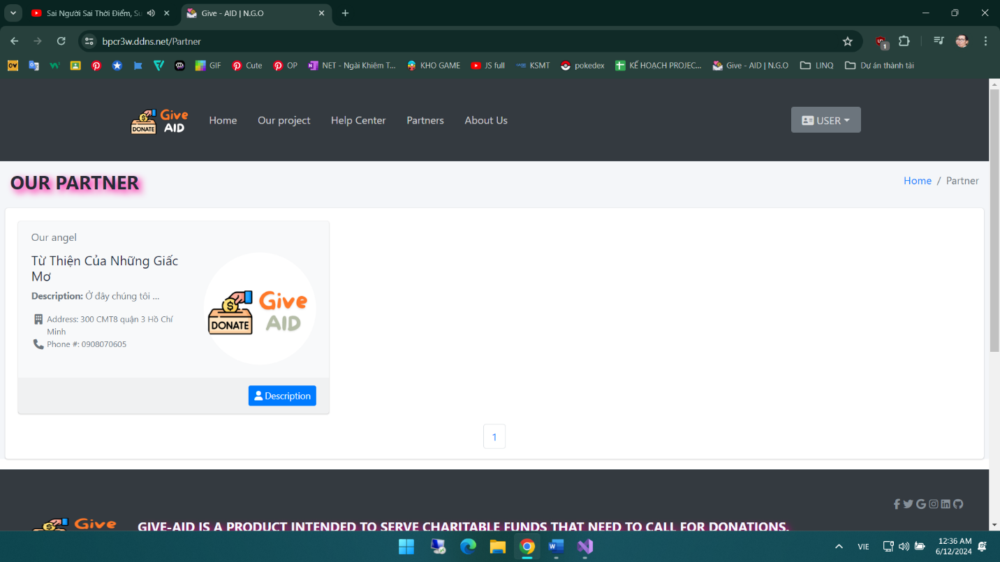 Sai Người Sai Thời Điểm, Su
Give - AID | N.G.O
bpcr3w.ddns.net/Partner
1
GIF
Cute
OP
NET - Ngài Khiêm T...
KHO GAME
JS full
KSMT
pokedex
KẾ HOẠCH PROJEC...
Give - AID | N.G.O
LINQ
Dự án thành tài
DONATE
Give
AID
Home
Our project
Help Center
Partners
About Us
USER
OUR PARTNER
Home / Partner
Our angel
Từ Thiện Của Những Giấc
Mơ
Description: Ở đây chúng tôi ...
Address: 300 CMT8 quận 3 Hồ Chí
Minh
Phone #: 0908070605
DONATE
Give
AID
Description
1
Give
GIVE-AID IS A PRODUCT INTENDED TO SERVE CHARITABLE FUNDS THAT NEED TO CALL FOR DONATIONS.
VIE
12:36 AM
6/12/2024